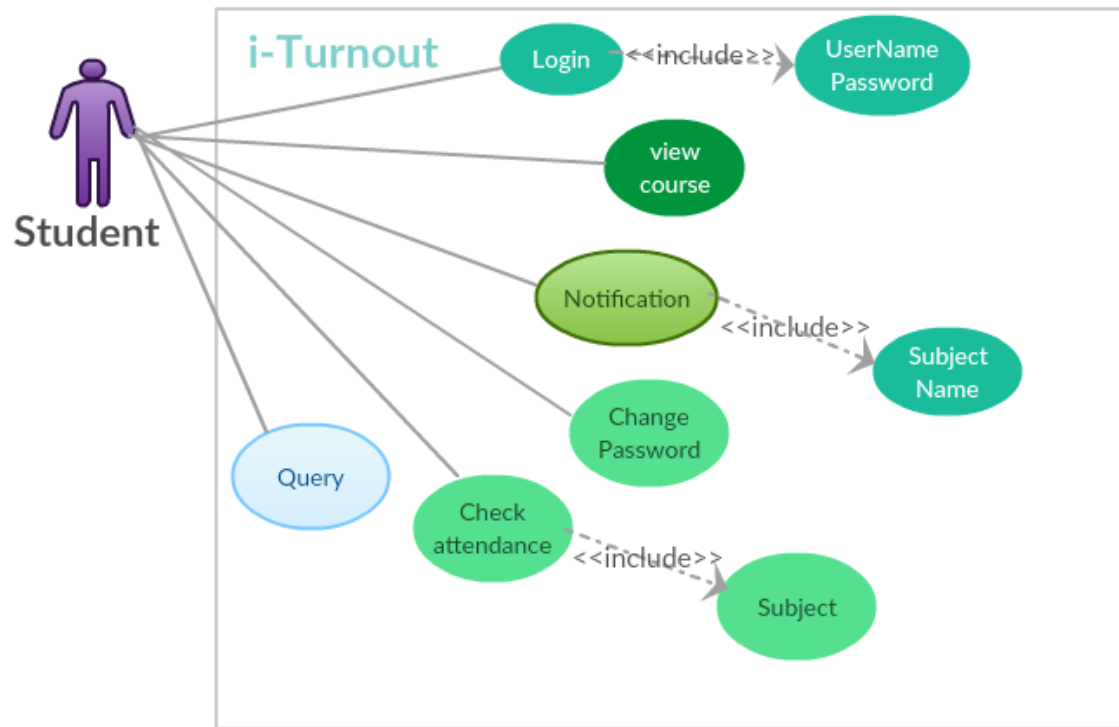 i-Turnout
Login
<<include>>
UserName
Password
view
course
Student
Notification
<<include>>
Subject
Name
Change
Password
Query
Check
attendance
<<include>>
Subject